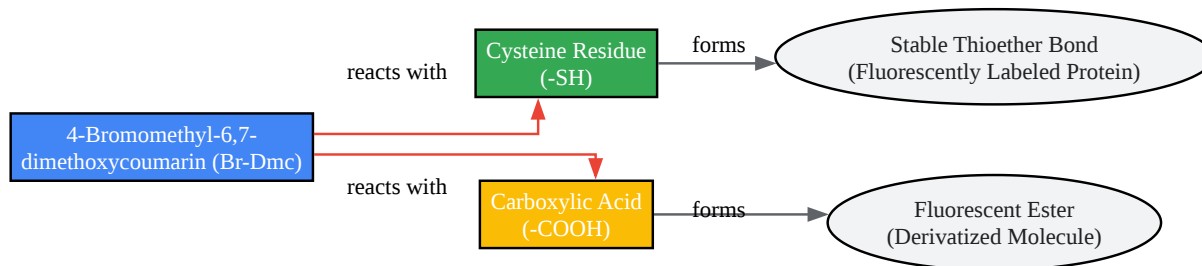 Cysteine Residue
(-SH)
forms
Stable Thioether Bond
(Fluorescently Labeled Protein)
reacts with
4-Bromomethyl-6,7-
dimethoxycoumarin (Br-Dmc)
reacts with
Carboxylic Acid
(-COOH)
forms
Fluorescent Ester
(Derivatized Molecule)